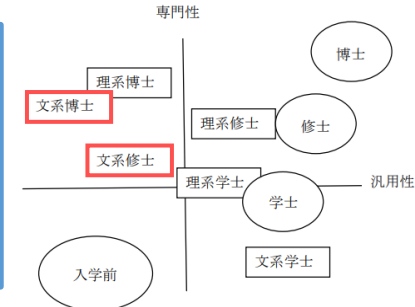 専門性
博士
理系博士
文系博士
理系修士
修士
文系修士
理系学士
汎用性
学士
文系学士
入学前